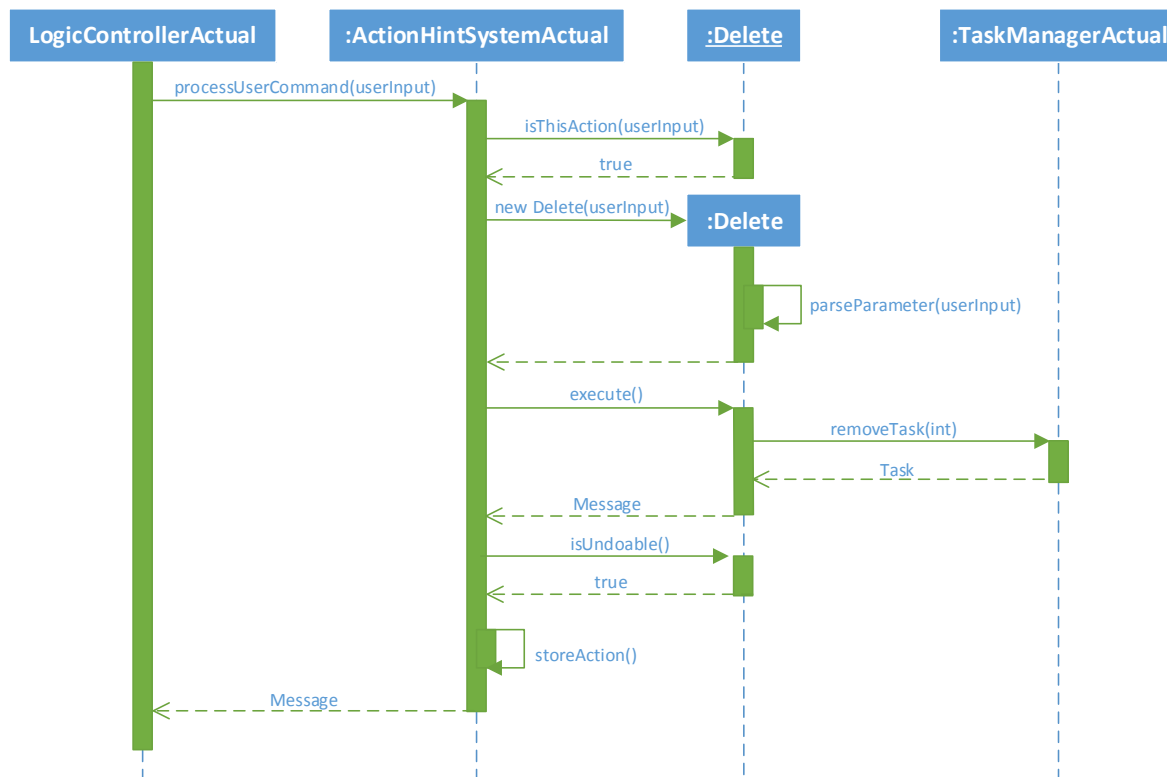 LogicControllerActual
:ActionHintSystemActual
:Delete
:TaskManagerActual
processUserCommand(userInput)
isThisAction(userInput)
true
new Delete(userInput)
:Delete
parseParameter(userInput)
execute()
removeTask(int)
Task
Message
isUndoable()
true
storeAction()
Message